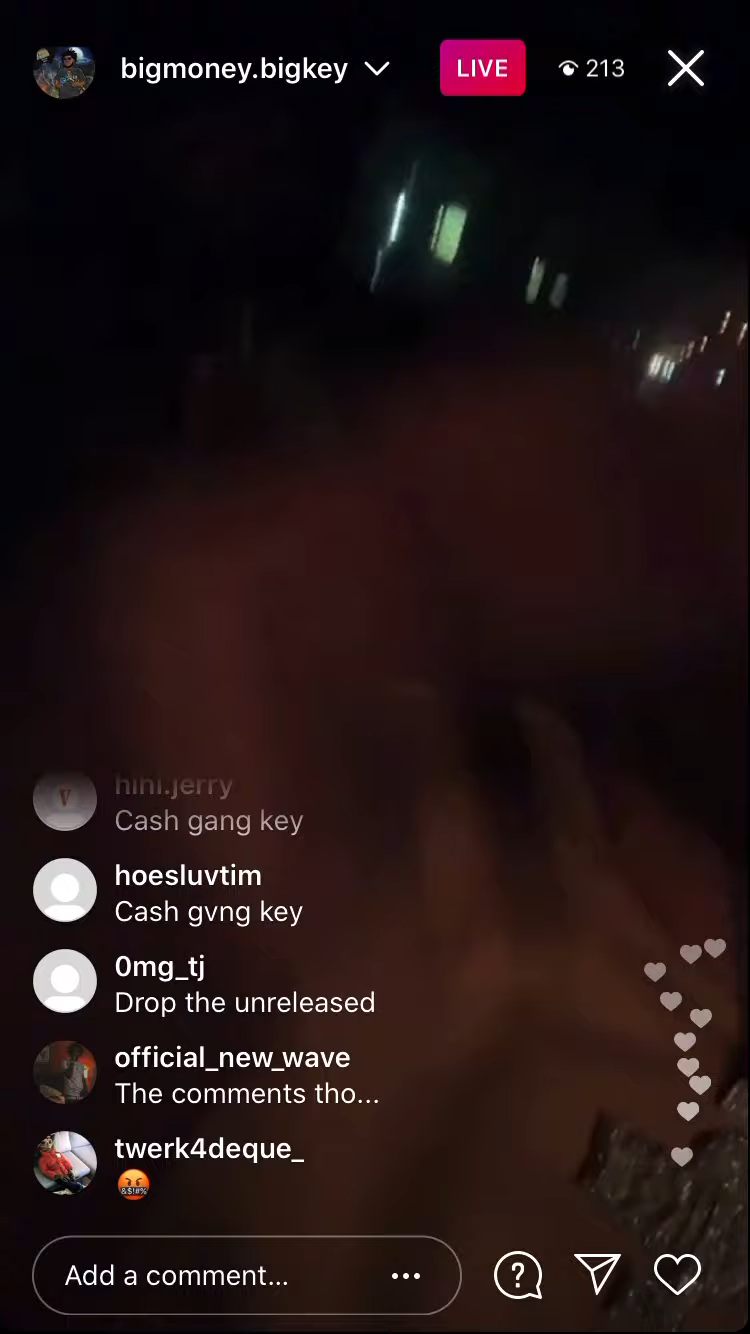 bigmoney.bigkey
LIVE
213
hihi.jerry
Cash gang key
hoesluvtim
Cash gvng key
0mg_tj
Drop the unreleased
official_new_wave
The comments tho...
twerk4deque_
Add a comment...